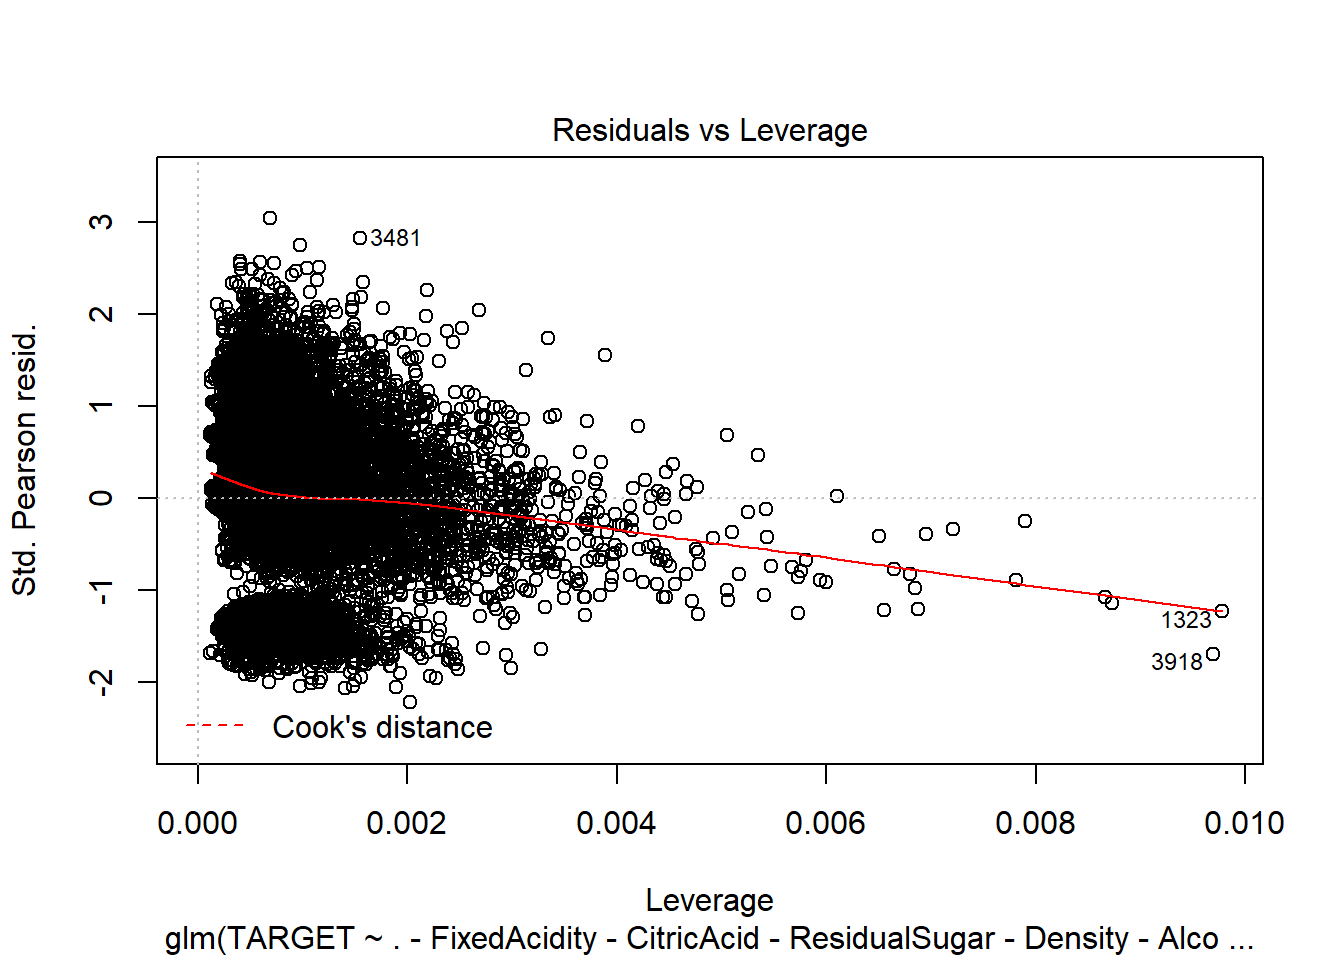 Residuals vs Leverage
Std. Pearson resid.
3
2
1
0
-1
-2
3481
1323
3918
Cook's distance
0.000 0.002 0.004 0.006 0.008 0.010
Leverage
glm(TARGET ~ . - FixedAcidity - CitricAcid - ResidualSugar - Density - Alco ...